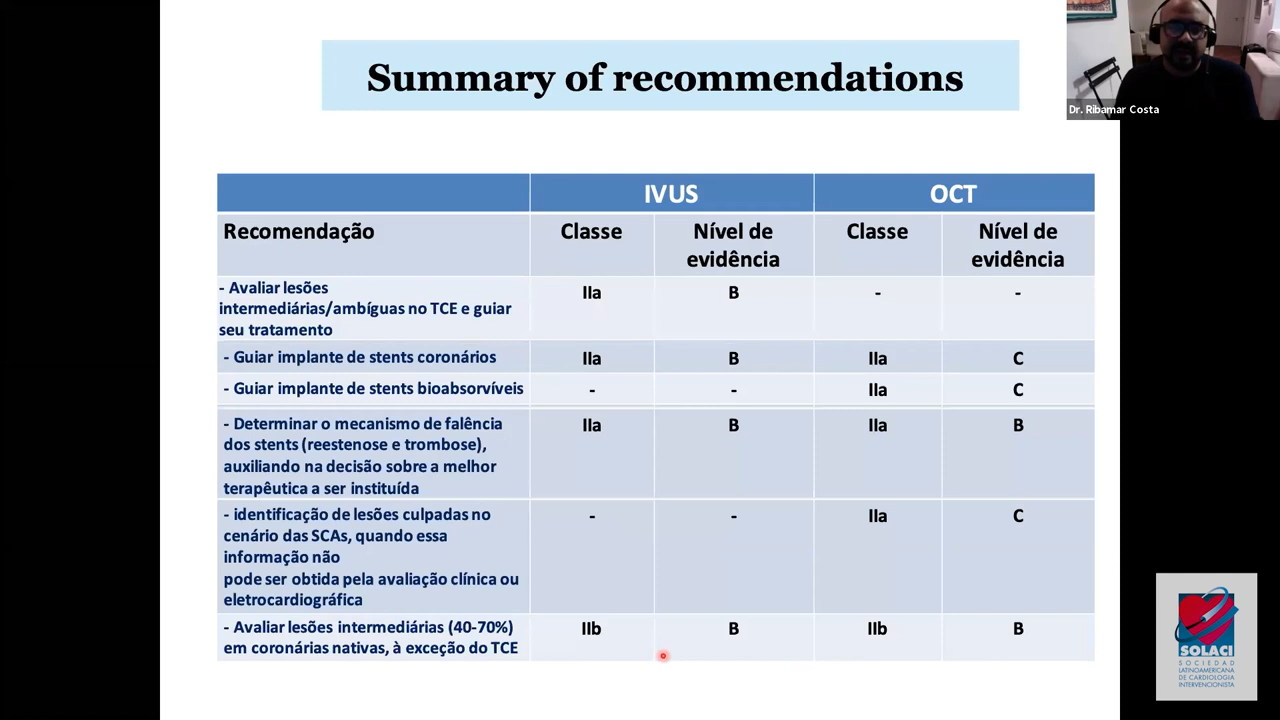 Summary of recommendations
Dr. Ribamar Costa
IVUS OCT
Recomendação Classe Nível de evidência Classe Nível de evidência
- Avaliar lesões IIa B - -
intermediárias/ambíguas no TCE e guiar
seu tratamento
- Guiar implante de stents coronários IIa B IIa C
- Guiar implante de stents bioabsorvíveis - - IIa C
- Determinar o mecanismo de falência IIa B IIa B
dos stents (reestenose e trombose),
auxiliando na decisão sobre a melhor
terapêutica a ser instituída
- identificação de lesões culpadas no - - IIa C
cenário das SCAs, quando essa
informação não
pode ser obtida pela avaliação clínica ou
eletrocardiográfica
- Avaliar lesões intermediárias (40-70%) IIb B IIb B
em coronárias nativas, à exceção do TCE
SOLACI
SOCIEDAD
LATINOAMERICANA
DE CARDIOLOGIA
INTERVENCIONISTA